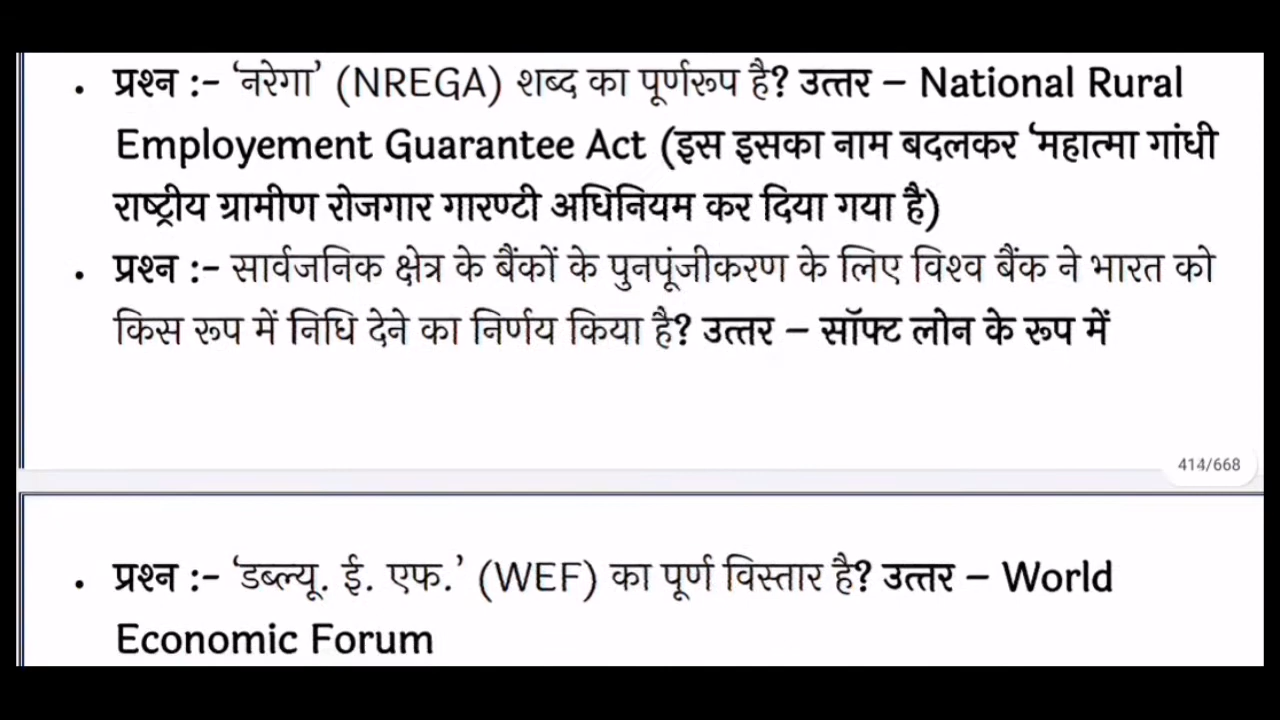 • प्रश्न :- ‘नरेगा’ (NREGA) शब्द का पूर्णरूप है? उत्तर – National Rural
Employement Guarantee Act (इस इसका नाम बदलकर ‘महात्मा गांधी
राष्ट्रीय ग्रामीण रोजगार गारण्टी अधिनियम कर दिया गया है)
• प्रश्न :- सार्वजनिक क्षेत्र के बैंकों के पुनपूंजीकरण के लिए विश्व बैंक ने भारत को
किस रूप में निधि देने का निर्णय किया है? उत्तर – सॉफ्ट लोन के रूप में
414/668
• प्रश्न :- ‘डब्ल्यू. ई. एफ.’ (WEF) का पूर्ण विस्तार है? उत्तर – World
Economic Forum